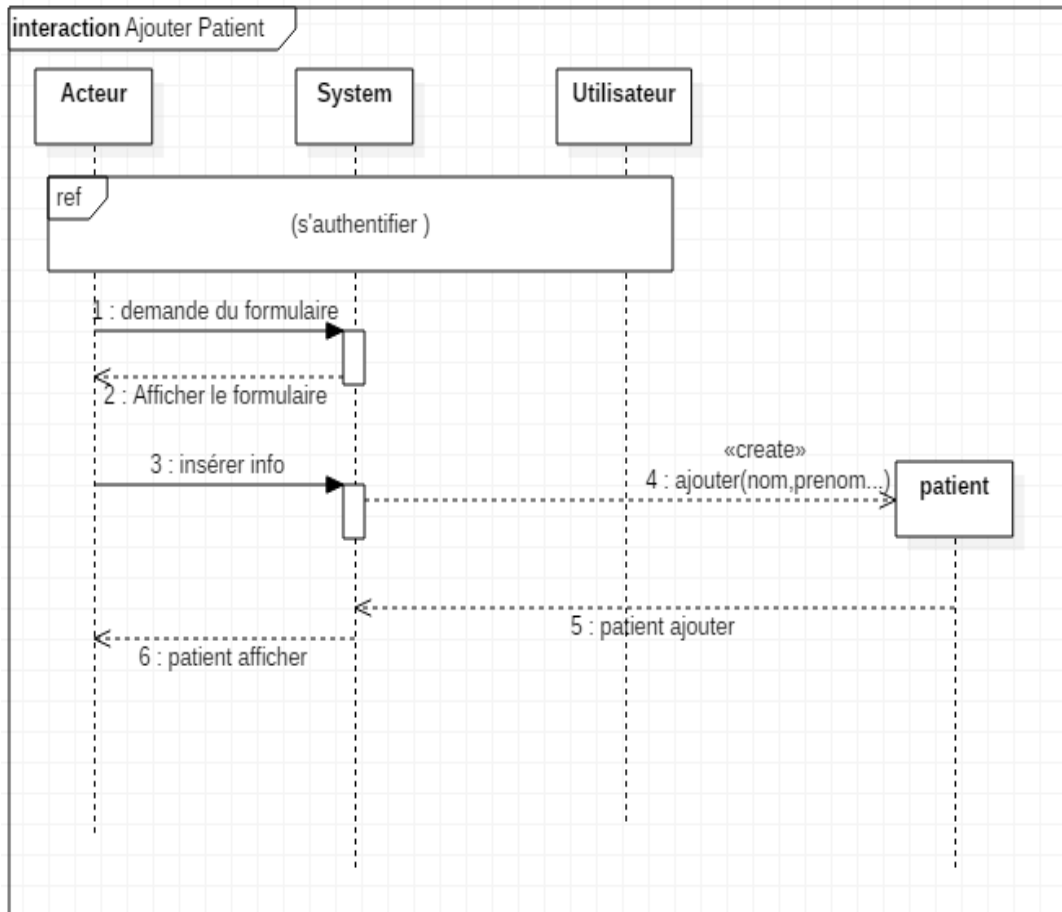 interaction Ajouter Patient
Acteur
System
Utilisateur
ref
(s'authentifier )
1 : demande du formulaire
2 : Afficher le formulaire
3 : insérer info
«create»
4 : ajouter(nom,prenom...)
patient
5 : patient ajouter
6 : patient afficher